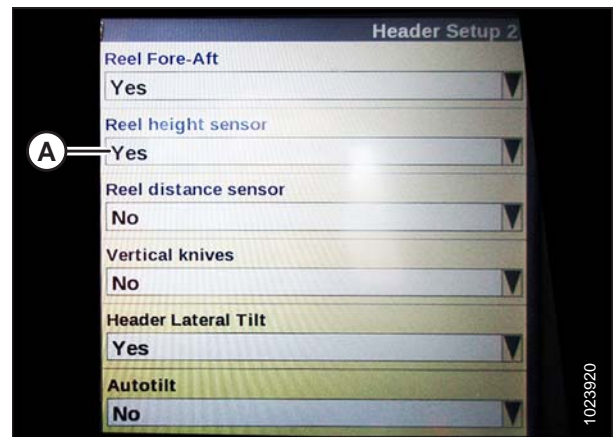 Header Setup 2
Reel Fore-Aft
Yes
Reel height sensor
A
Yes
Reel distance sensor
No
Vertical knives
No
Header Lateral Tilt
Yes
Autotilt
No
1023920